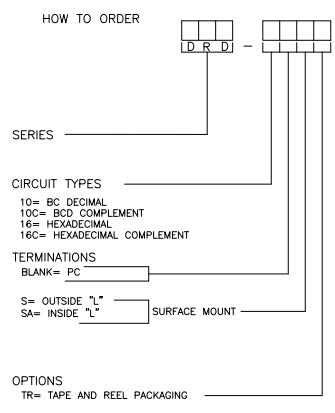 HOW TO ORDER
D R D -
SERIES
CIRCUIT TYPES
10= BC DECIMAL
10C= BCD COMPLEMENT
16= HEXADECIMAL
16C= HEXADECIMAL COMPLEMENT
TERMINATIONS
BLANK= PC
S= OUTSIDE "L"
SA= INSIDE "L"
SURFACE MOUNT
OPTIONS
TR= TAPE AND REEL PACKAGING